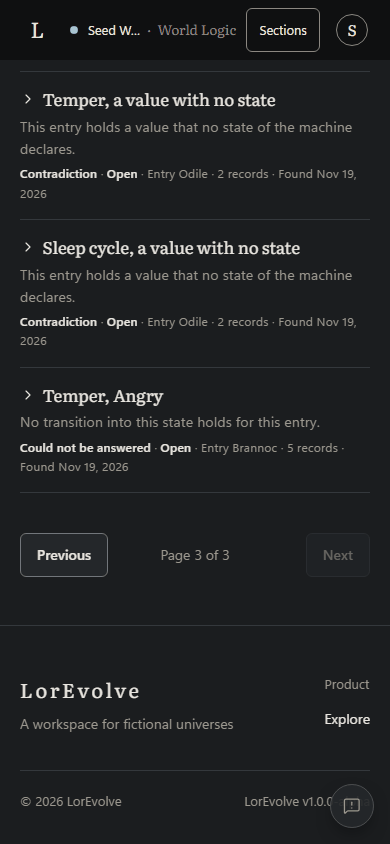 L
Seed W... · World Logic
Sections
S
Temper, a value with no state
This entry holds a value that no state of the machine
declares.
Contradiction · Open · Entry Odile · 2 records · Found Nov 19,
2026
Sleep cycle, a value with no state
This entry holds a value that no state of the machine
declares.
Contradiction · Open · Entry Odile · 2 records · Found Nov 19,
2026
Temper, Angry
No transition into this state holds for this entry.
Could not be answered · Open · Entry Brannoc · 5 records ·
Found Nov 19, 2026
Previous
Page 3 of 3
Next
LorEvolve
A workspace for fictional universes
Product
Explore
© 2026 LorEvolve
LorEvolve v1.0.0